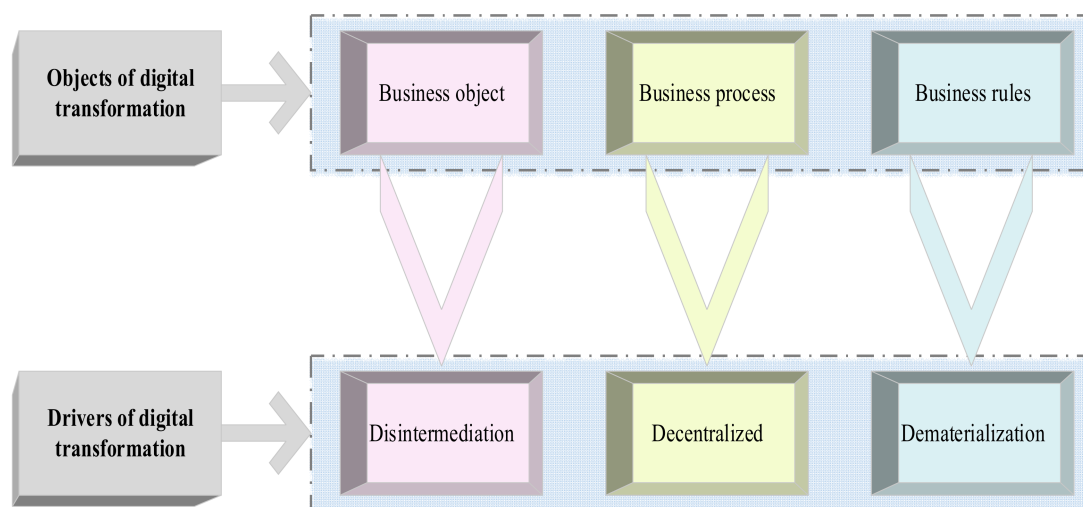 Objects of digital
transformation
Business object
Business process
Business rules
Drivers of digital
transformation
Disintermediation
Decentralized
Dematerialization